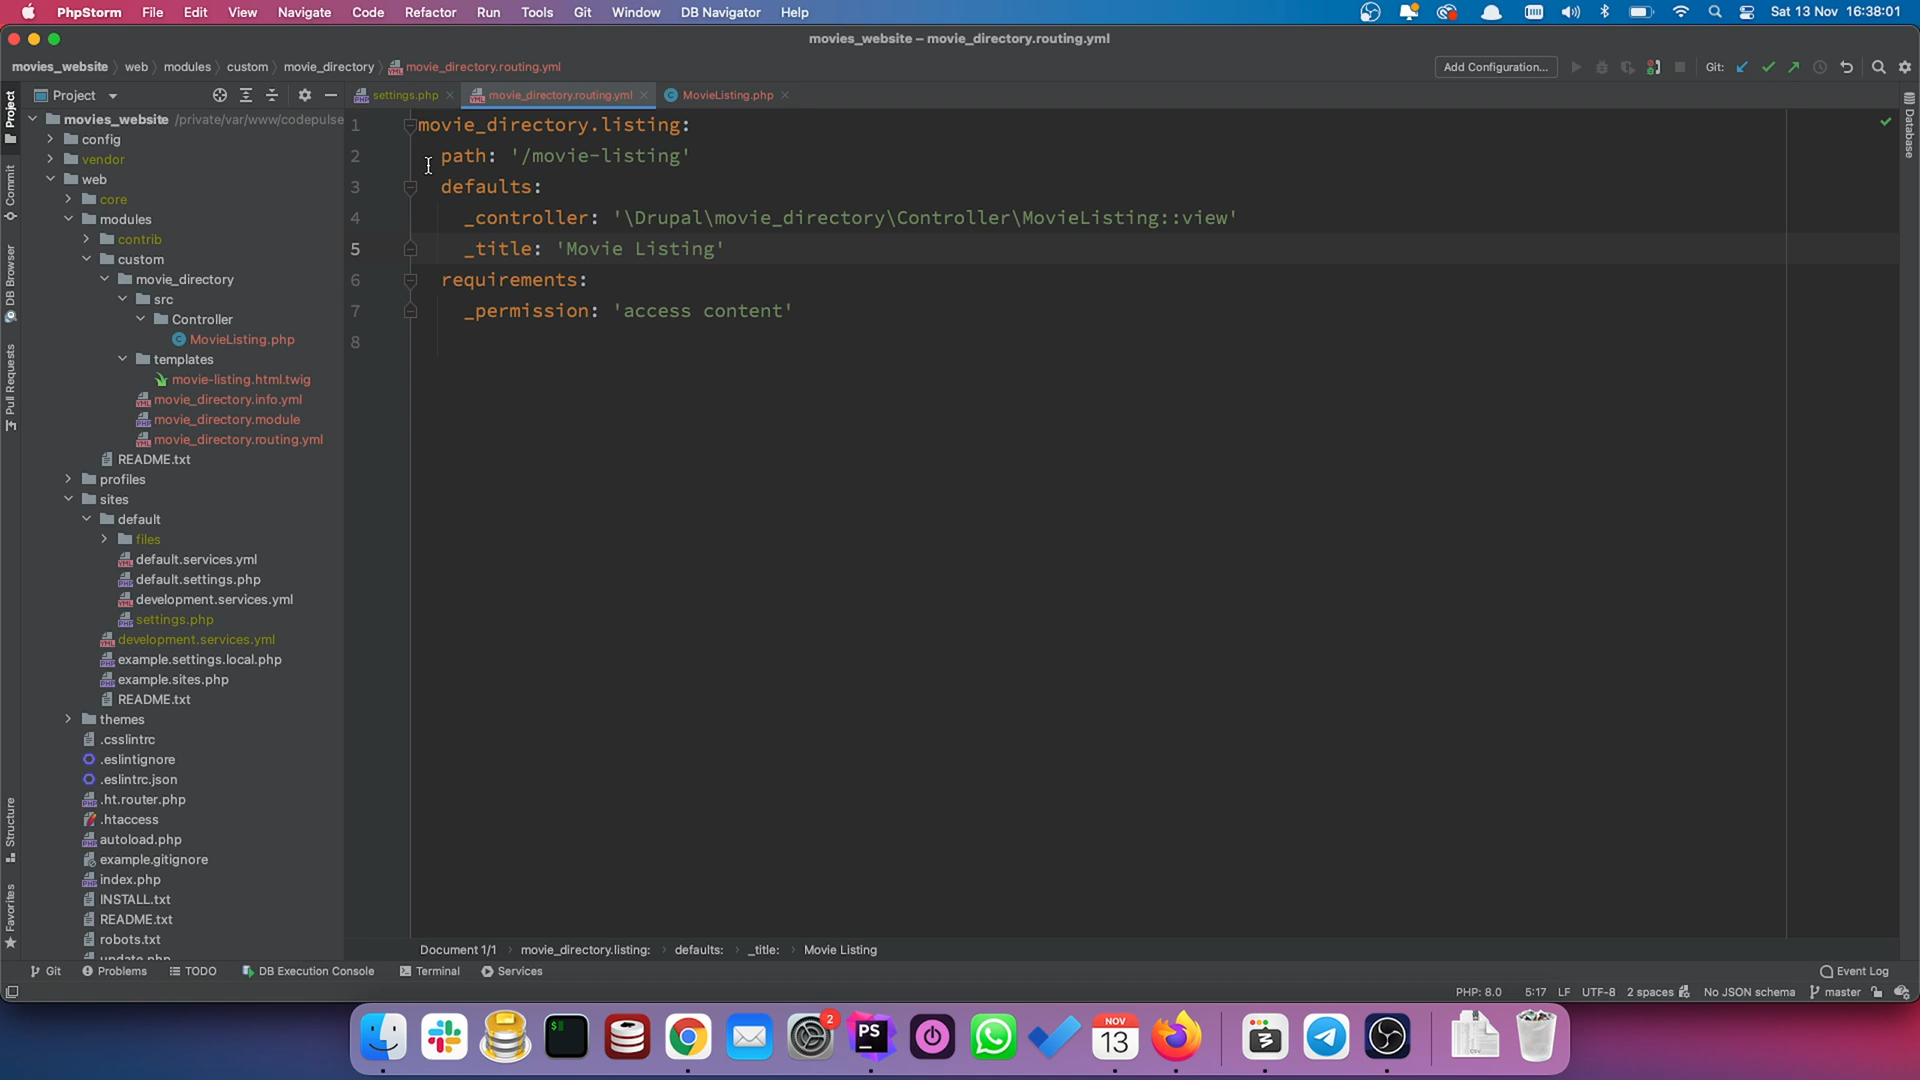 PhpStorm File Edit View Navigate Code Refactor Run Tools Git Window DB Navigator Help Sat 13 Nov 16:38:01
movies_website – movie_directory.routing.yml
movies_website web modules custom movie_directory movie_directory.routing.yml Add Configuration... Git:
Project settings.php movie_directory.routing.yml MovieListing.php
Project
Commit
DB Browser
Pull Requests
Structure
Favorites
movies_website /private/var/www/codepulse
config
vendor
web
core
modules
contrib
custom
movie_directory
src
Controller
MovieListing.php
templates
movie-listing.html.twig
movie_directory.info.yml
movie_directory.module
movie_directory.routing.yml
README.txt
profiles
sites
default
files
default.services.yml
default.settings.php
development.services.yml
settings.php
development.services.yml
example.settings.local.php
example.sites.php
README.txt
themes
.csslintrc
.eslintignore
.eslintrc.json
.ht.router.php
.htaccess
autoload.php
example.gitignore
index.php
INSTALL.txt
README.txt
robots.txt
update.php
1 movie_directory.listing:
2 path: '/movie-listing'
3 defaults:
4 _controller: '\Drupal\movie_directory\Controller\MovieListing::view'
5 _title: 'Movie Listing'
6 requirements:
7 _permission: 'access content'
8
Database
Document 1/1 movie_directory.listing: defaults: _title: Movie Listing
Git Problems TODO DB Execution Console Terminal Services Event Log
PHP: 8.0 5:17 LF UTF-8 2 spaces No JSON schema master
2
PS
NOV
13